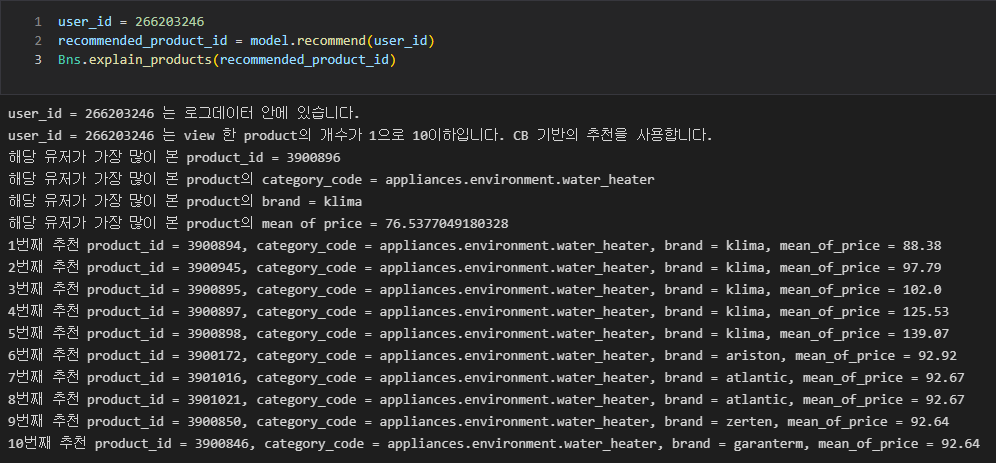 1 user_id = 266203246
2 recommended_product_id = model.recommend(user_id)
3 Bns.explain_products(recommended_product_id)
user_id = 266203246 는 로그데이터 안에 있습니다.
user_id = 266203246 는 view 한 product의 개수가 1으로 10이하입니다. CB 기반의 추천을 사용합니다.
해당 유저가 가장 많이 본 product_id = 3900896
해당 유저가 가장 많이 본 product의 category_code = appliances.environment.water_heater
해당 유저가 가장 많이 본 product의 brand = klima
해당 유저가 가장 많이 본 product의 mean of price = 76.5377049180328
1번째 추천 product_id = 3900894, category_code = appliances.environment.water_heater, brand = klima, mean_of_price = 88.38
2번째 추천 product_id = 3900945, category_code = appliances.environment.water_heater, brand = klima, mean_of_price = 97.79
3번째 추천 product_id = 3900895, category_code = appliances.environment.water_heater, brand = klima, mean_of_price = 102.0
4번째 추천 product_id = 3900897, category_code = appliances.environment.water_heater, brand = klima, mean_of_price = 125.53
5번째 추천 product_id = 3900898, category_code = appliances.environment.water_heater, brand = klima, mean_of_price = 139.07
6번째 추천 product_id = 3900172, category_code = appliances.environment.water_heater, brand = ariston, mean_of_price = 92.92
7번째 추천 product_id = 3901016, category_code = appliances.environment.water_heater, brand = atlantic, mean_of_price = 92.67
8번째 추천 product_id = 3901021, category_code = appliances.environment.water_heater, brand = atlantic, mean_of_price = 92.67
9번째 추천 product_id = 3900850, category_code = appliances.environment.water_heater, brand = zerten, mean_of_price = 92.64
10번째 추천 product_id = 3900846, category_code = appliances.environment.water_heater, brand = garanterm, mean_of_price = 92.64